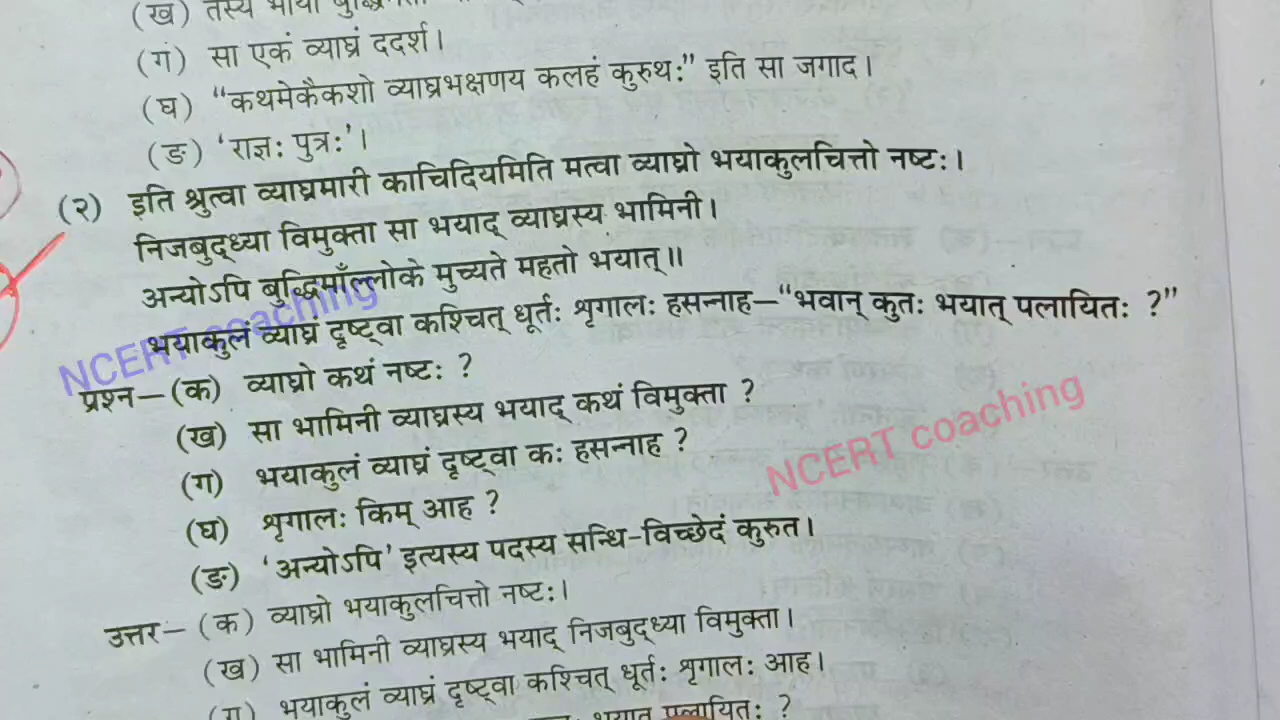 (ख) तस्य भार्या
(ग) सा एकं व्याघ्रं ददर्श।
(घ) “कथमेकैकशो व्याघ्रभक्षणय कलहं कुरुथः” इति सा जगाद।
(ङ) ‘राज्ञः पुत्रः’।
(२) इति श्रुत्वा व्याघ्रमारी काचिदियमिति मत्वा व्याघ्रो भयाकुलचित्तो नष्टः।
निजबुद्ध्या विमुक्ता सा भयाद् व्याघ्रस्य भामिनी।
अन्योऽपि बुद्धिमाँल्लोके मुच्यते महतो भयात्॥
भयाकुलं व्याघ्रं दृष्ट्वा कश्चित् धूर्तः शृगालः हसन्नाह—“भवान् कुतः भयात् पलायितः ?”
NCERT coaching
प्रश्न—(क) व्याघ्रो कथं नष्टः ?
(ख) सा भामिनी व्याघ्रस्य भयाद् कथं विमुक्ता ?
(ग) भयाकुलं व्याघ्रं दृष्ट्वा कः हसन्नाह ?
NCERT coaching
(घ) शृगालः किम् आह ?
(ङ) ‘अन्योऽपि’ इत्यस्य पदस्य सन्धि-विच्छेदं कुरुत।
उत्तर—(क) व्याघ्रो भयाकुलचित्तो नष्टः।
(ख) सा भामिनी व्याघ्रस्य भयाद् निजबुद्ध्या विमुक्ता।
(ग) भयाकुलं व्याघ्रं दृष्ट्वा कश्चित् धूर्तः शृगालः आह।
भयात् पलायितः ?